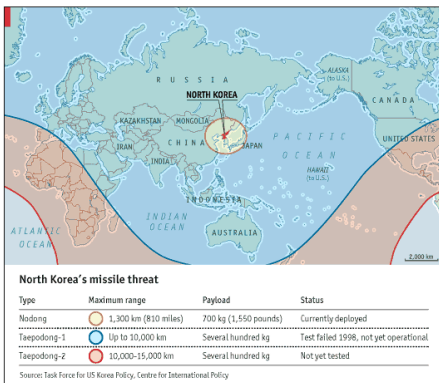 ALASKA
(to U.S.)
RUSSIA
NORTH KOREA
CANADA
KAZAKHSTAN
MONGOLIA
PACIFIC
UNITED STATES
CHINA
JAPAN
IRAN
OCEAN
INDIA
HAWAII
(to U.S.)
INDONESIA
INDIAN
OCEAN
ATLANTIC
OCEAN
AUSTRALIA
2,000 km
North Korea's missile threat
Type Maximum range Payload Status
Nodong 1,300 km (810 miles) 700 kg (1,550 pounds) Currently deployed
Taepodong-1 Up to 10,000 km Several hundred kg Test failed 1998, not yet operational
Taepodong-2 10,000-15,000 km Several hundred kg Not yet tested
Source: Task Force for US Korea Policy, Centre for International Policy